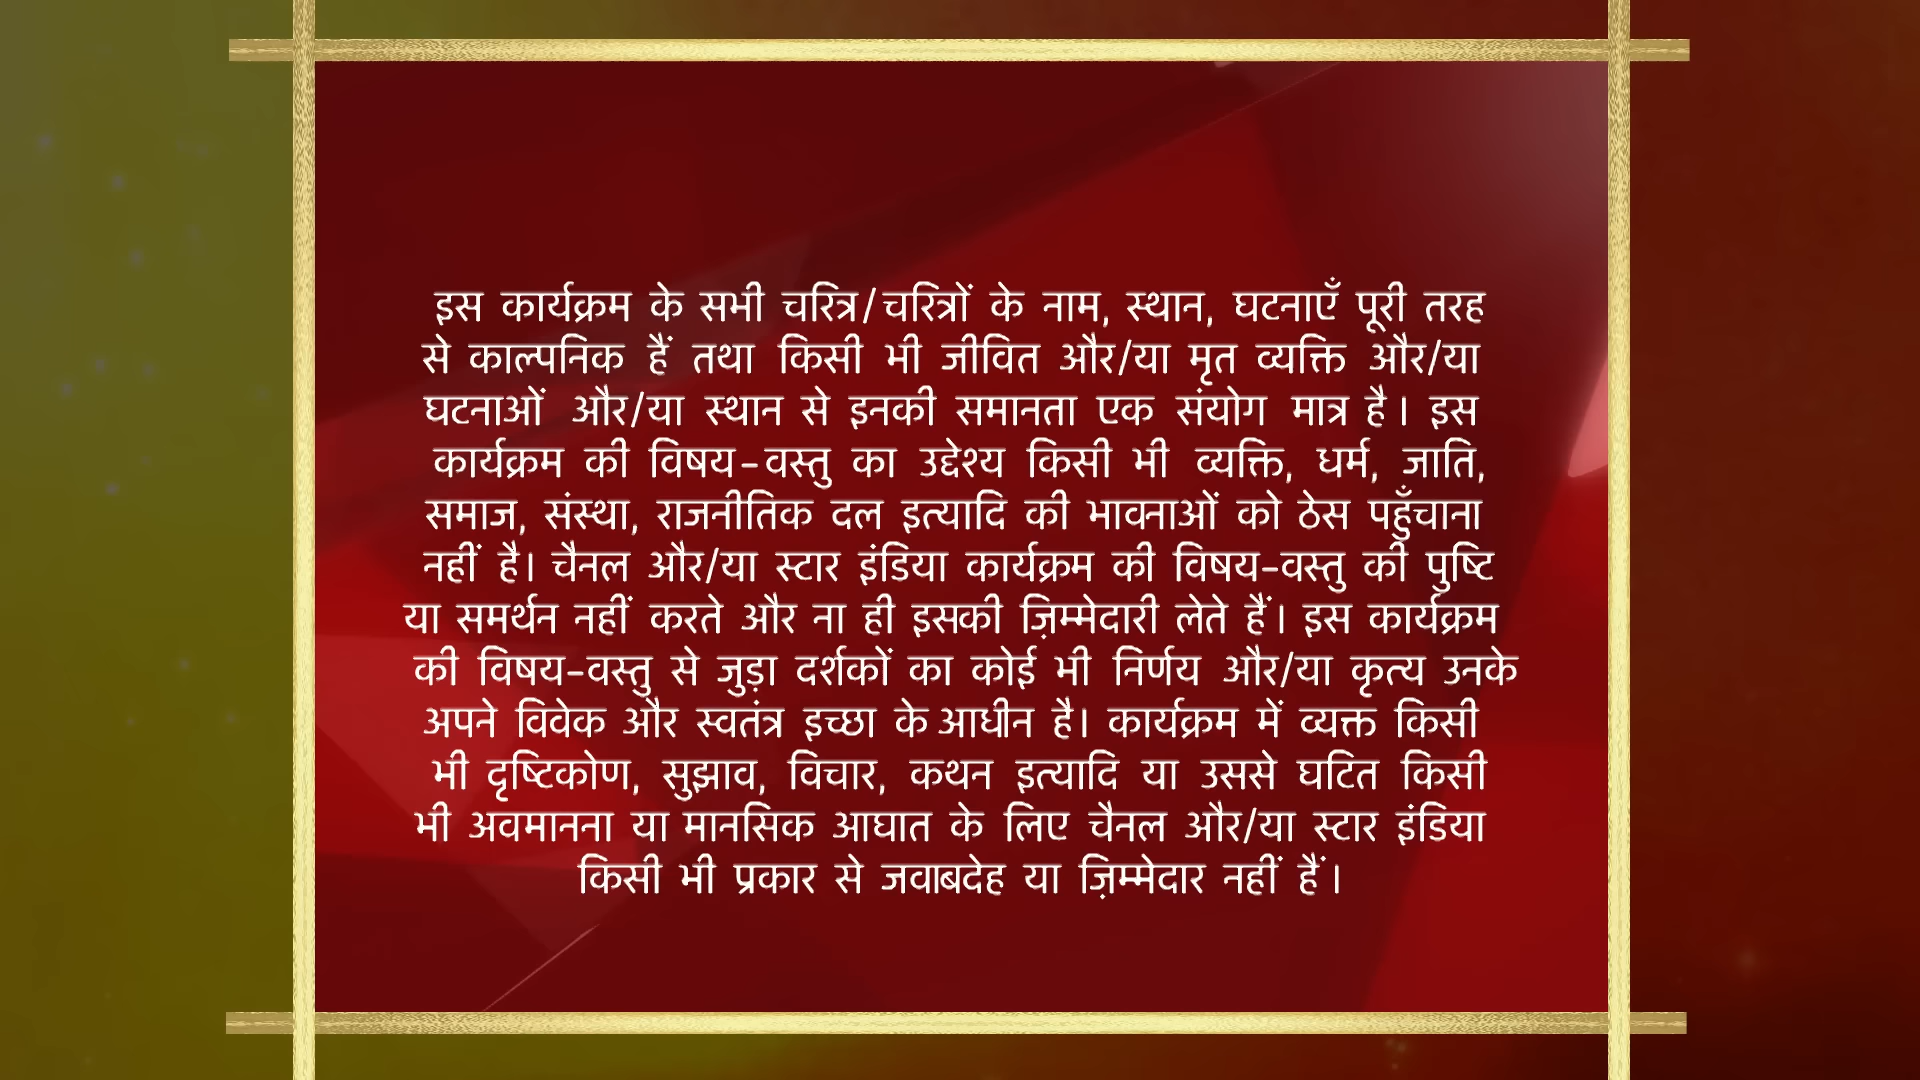 इस कार्यक्रम के सभी चरित्र/चरित्रों के नाम, स्थान, घटनाएँ पूरी तरह
से काल्पनिक हैं तथा किसी भी जीवित और/या मृत व्यक्ति और/या
घटनाओं और/या स्थान से इनकी समानता एक संयोग मात्र है। इस
कार्यक्रम की विषय-वस्तु का उद्देश्य किसी भी व्यक्ति, धर्म, जाति,
समाज, संस्था, राजनीतिक दल इत्यादि की भावनाओं को ठेस पहुँचाना
नहीं है। चैनल और/या स्टार इंडिया कार्यक्रम की विषय-वस्तु की पुष्टि
या समर्थन नहीं करते और ना ही इसकी ज़िम्मेदारी लेते हैं। इस कार्यक्रम
की विषय-वस्तु से जुड़ा दर्शकों का कोई भी निर्णय और/या कृत्य उनके
अपने विवेक और स्वतंत्र इच्छा के आधीन है। कार्यक्रम में व्यक्त किसी
भी दृष्टिकोण, सुझाव, विचार, कथन इत्यादि या उससे घटित किसी
भी अवमानना या मानसिक आघात के लिए चैनल और/या स्टार इंडिया
किसी भी प्रकार से जवाबदेह या ज़िम्मेदार नहीं हैं।